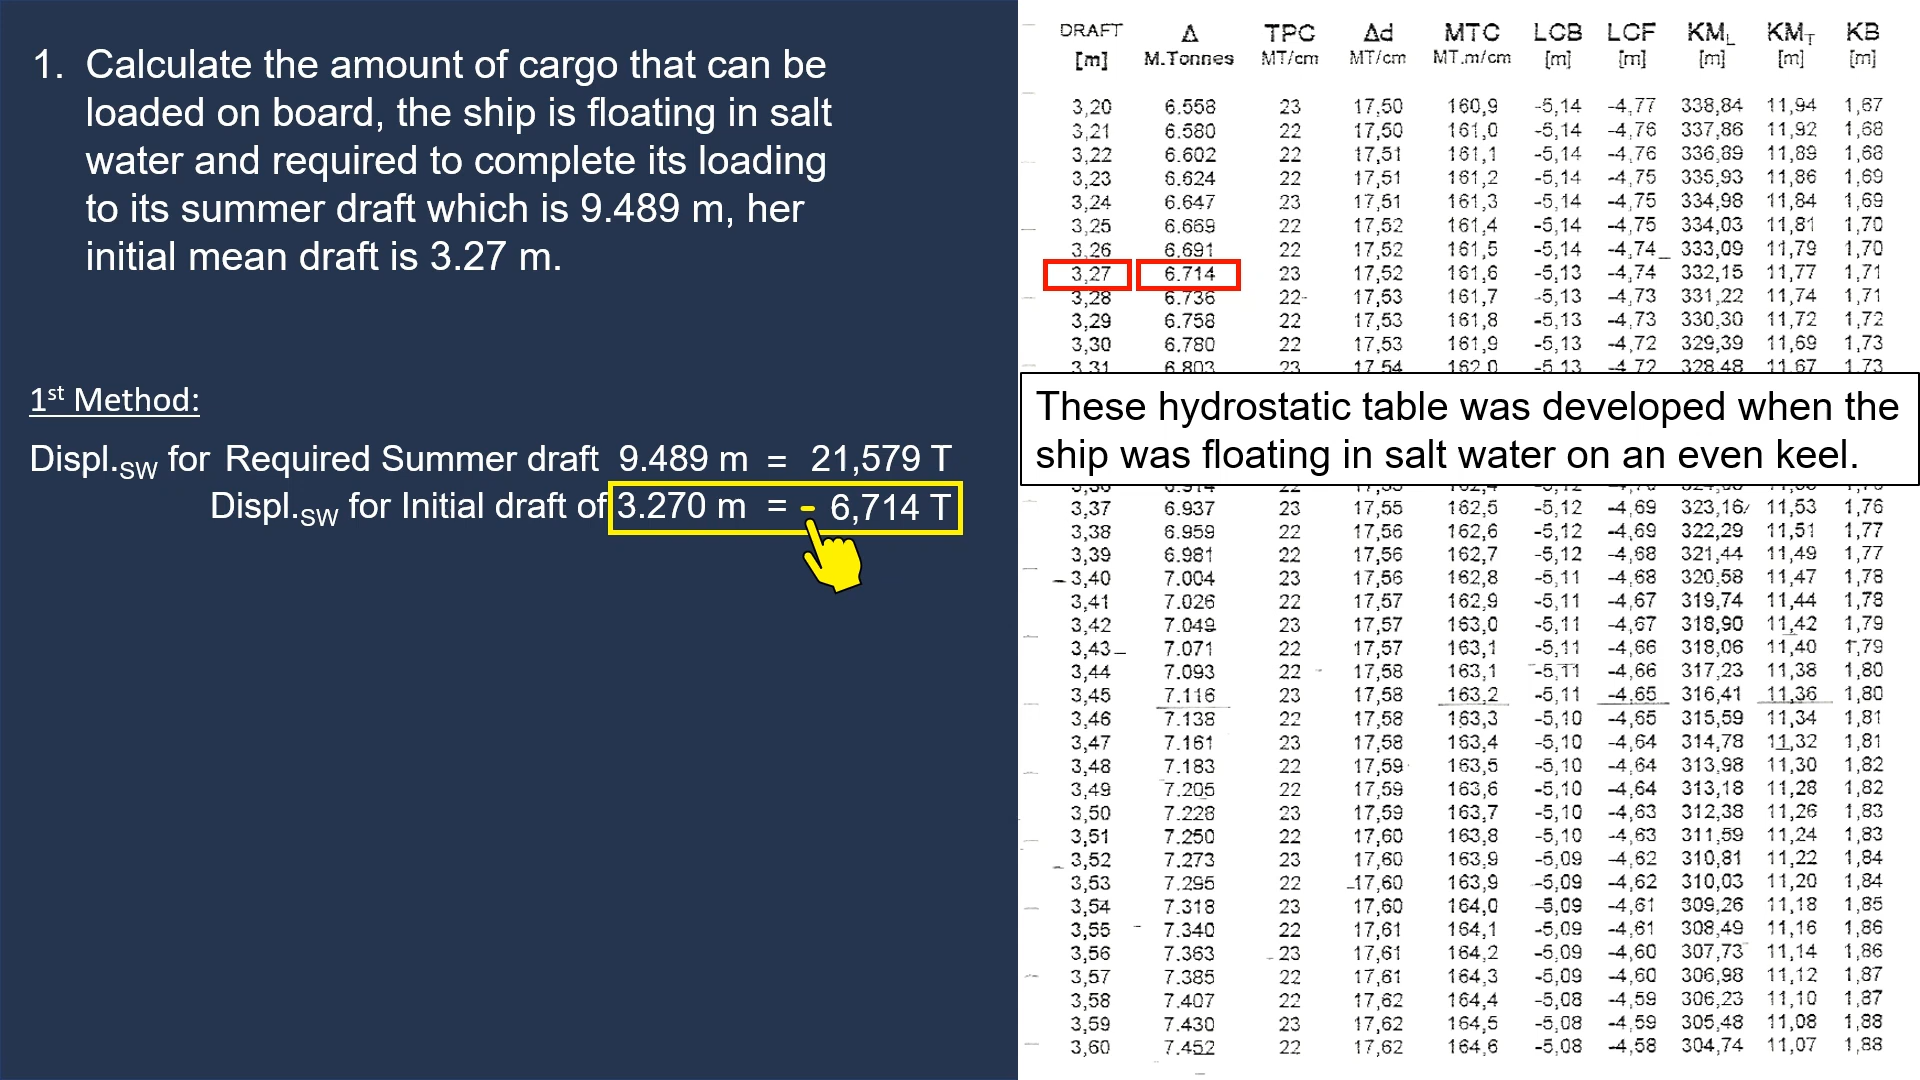 1. Calculate the amount of cargo that can be
loaded on board, the ship is floating in salt
water and required to complete its loading
to its summer draft which is 9.489 m, her
initial mean draft is 3.27 m.
1st Method:
Displ.SW for Required Summer draft 9.489 m = 21,579 T
Displ.SW for Initial draft of 3.270 m = - 6,714 T
DRAFT Δ TPC Δd MTC LCB LCF KML KMT KB
[m] M.Tonnes MT/cm MT/cm MT.m/cm [m] [m] [m] [m] [m]
3,20 6.558 23 17,50 160,9 -5,14 -4,77 338,84 11,94 1,67
3,21 6.580 22 17,50 161,0 -5,14 -4,76 337,86 11,92 1,68
3,22 6.602 22 17,51 161,1 -5,14 -4,76 336,89 11,89 1,68
3,23 6.624 22 17,51 161,2 -5,14 -4,75 335,93 11,86 1,69
3,24 6.647 23 17,51 161,3 -5,14 -4,75 334,98 11,84 1,69
3,25 6.669 22 17,52 161,4 -5,14 -4,75 334,03 11,81 1,70
3,26 6.691 22 17,52 161,5 -5,14 -4,74 333,09 11,79 1,70
3,27 6.714 23 17,52 161,6 -5,13 -4,74 332,15 11,77 1,71
3,28 6.736 22 17,53 161,7 -5,13 -4,73 331,22 11,74 1,71
3,29 6.758 22 17,53 161,8 -5,13 -4,73 330,30 11,72 1,72
3,30 6.780 22 17,53 161,9 -5,13 -4,72 329,39 11,69 1,73
3,31 6.803 23 17,54 162,0 -5,13 -4,72 328,48 11,67 1,73
These hydrostatic table was developed when the
ship was floating in salt water on an even keel.
3,37 6.937 23 17,55 162,5 -5,12 -4,69 323,16 11,53 1,76
3,38 6.959 22 17,56 162,6 -5,12 -4,69 322,29 11,51 1,77
3,39 6.981 22 17,56 162,7 -5,12 -4,68 321,44 11,49 1,77
3,40 7.004 23 17,56 162,8 -5,11 -4,68 320,58 11,47 1,78
3,41 7.026 22 17,57 162,9 -5,11 -4,67 319,74 11,44 1,78
3,42 7.049 23 17,57 163,0 -5,11 -4,67 318,90 11,42 1,79
3,43 7.071 22 17,57 163,1 -5,11 -4,66 318,06 11,40 1,79
3,44 7.093 22 17,58 163,1 -5,11 -4,66 317,23 11,38 1,80
3,45 7.116 23 17,58 163,2 -5,11 -4,65 316,41 11,36 1,80
3,46 7.138 22 17,58 163,3 -5,10 -4,65 315,59 11,34 1,81
3,47 7.161 23 17,58 163,4 -5,10 -4,64 314,78 11,32 1,81
3,48 7.183 22 17,59 163,5 -5,10 -4,64 313,98 11,30 1,82
3,49 7.205 22 17,59 163,6 -5,10 -4,64 313,18 11,28 1,82
3,50 7.228 23 17,59 163,7 -5,10 -4,63 312,38 11,26 1,83
3,51 7.250 22 17,60 163,8 -5,10 -4,63 311,59 11,24 1,83
3,52 7.273 23 17,60 163,9 -5,09 -4,62 310,81 11,22 1,84
3,53 7.295 22 17,60 163,9 -5,09 -4,62 310,03 11,20 1,84
3,54 7.318 23 17,60 164,0 -5,09 -4,61 309,26 11,18 1,85
3,55 7.340 22 17,61 164,1 -5,09 -4,61 308,49 11,16 1,86
3,56 7.363 23 17,61 164,2 -5,09 -4,60 307,73 11,14 1,86
3,57 7.385 22 17,61 164,3 -5,09 -4,60 306,98 11,12 1,87
3,58 7.407 22 17,62 164,4 -5,08 -4,59 306,23 11,10 1,87
3,59 7.430 23 17,62 164,5 -5,08 -4,59 305,48 11,08 1,88
3,60 7.452 22 17,62 164,6 -5,08 -4,58 304,74 11,07 1,88